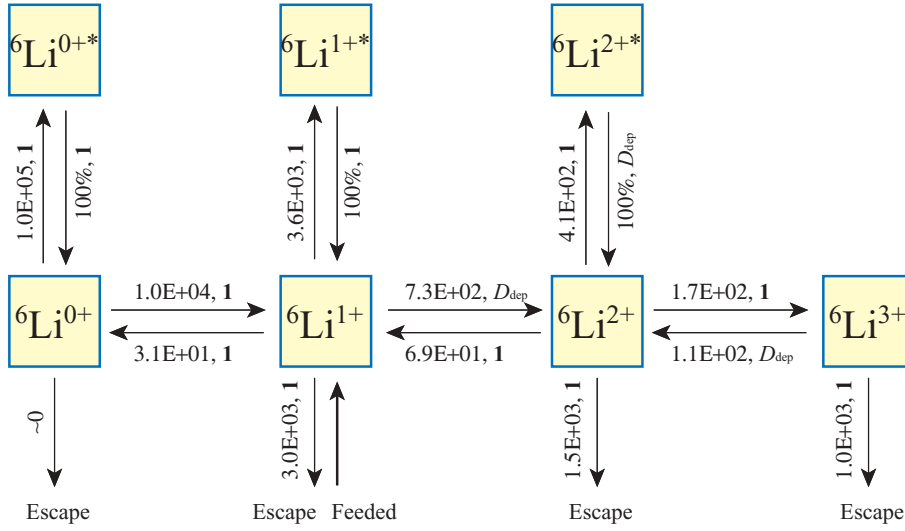 ⁶Li⁰⁺* ⁶Li¹⁺* ⁶Li²⁺*
1.0E+05, 1 100%, 1 3.6E+03, 1 100%, 1 4.1E+02, 1 100%, D_dep
1.0E+04, 1 7.3E+02, D_dep 1.7E+02, 1
⁶Li⁰⁺ ⁶Li¹⁺ ⁶Li²⁺ ⁶Li³⁺
3.1E+01, 1 6.9E+01, 1 1.1E+02, D_dep
~0 3.0E+03, 1 1.5E+03, 1 1.0E+03, 1
Escape Escape Feeded Escape Escape